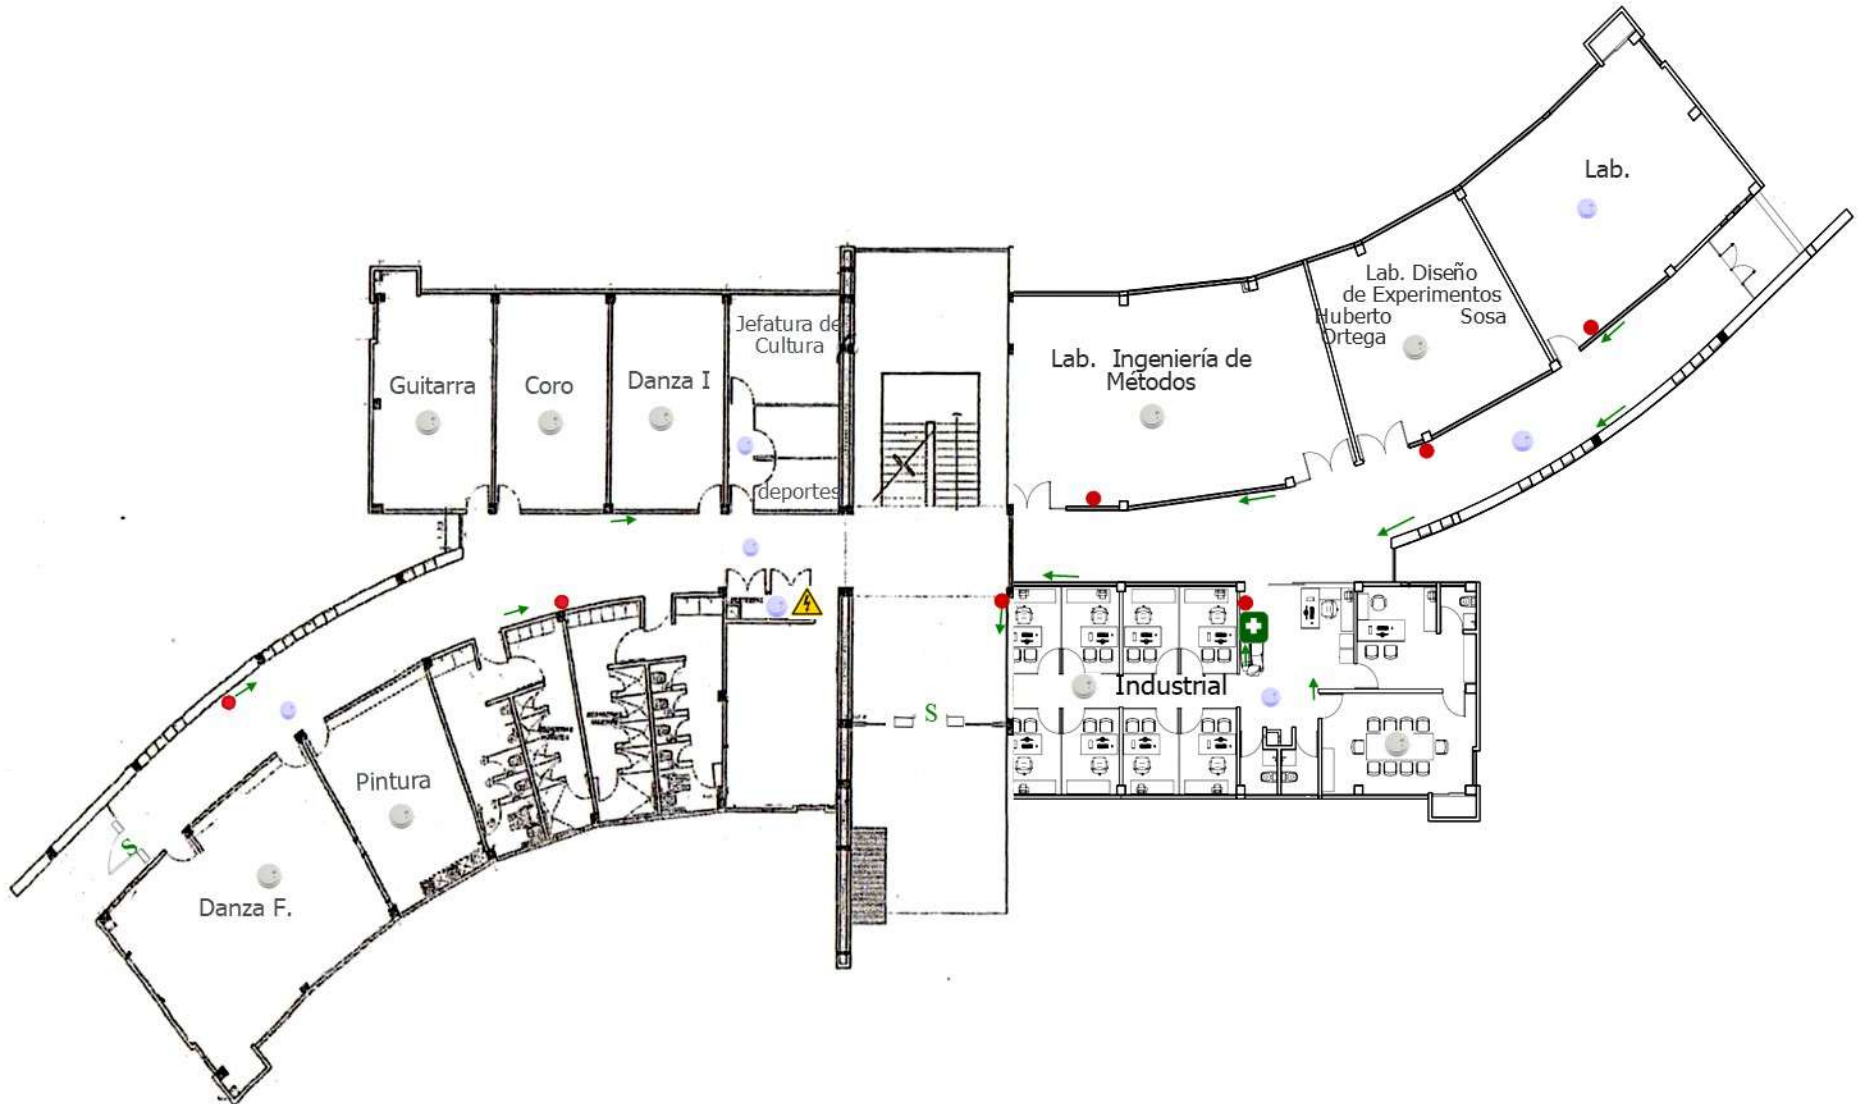 Lab.
Lab. Diseño
de Experimentos
Huberto Sosa
Ortega
Jefatura de
Cultura
Lab. Ingeniería de
Métodos
Guitarra
Coro
Danza I
deportes
Industrial
S
Pintura
S
Danza F.